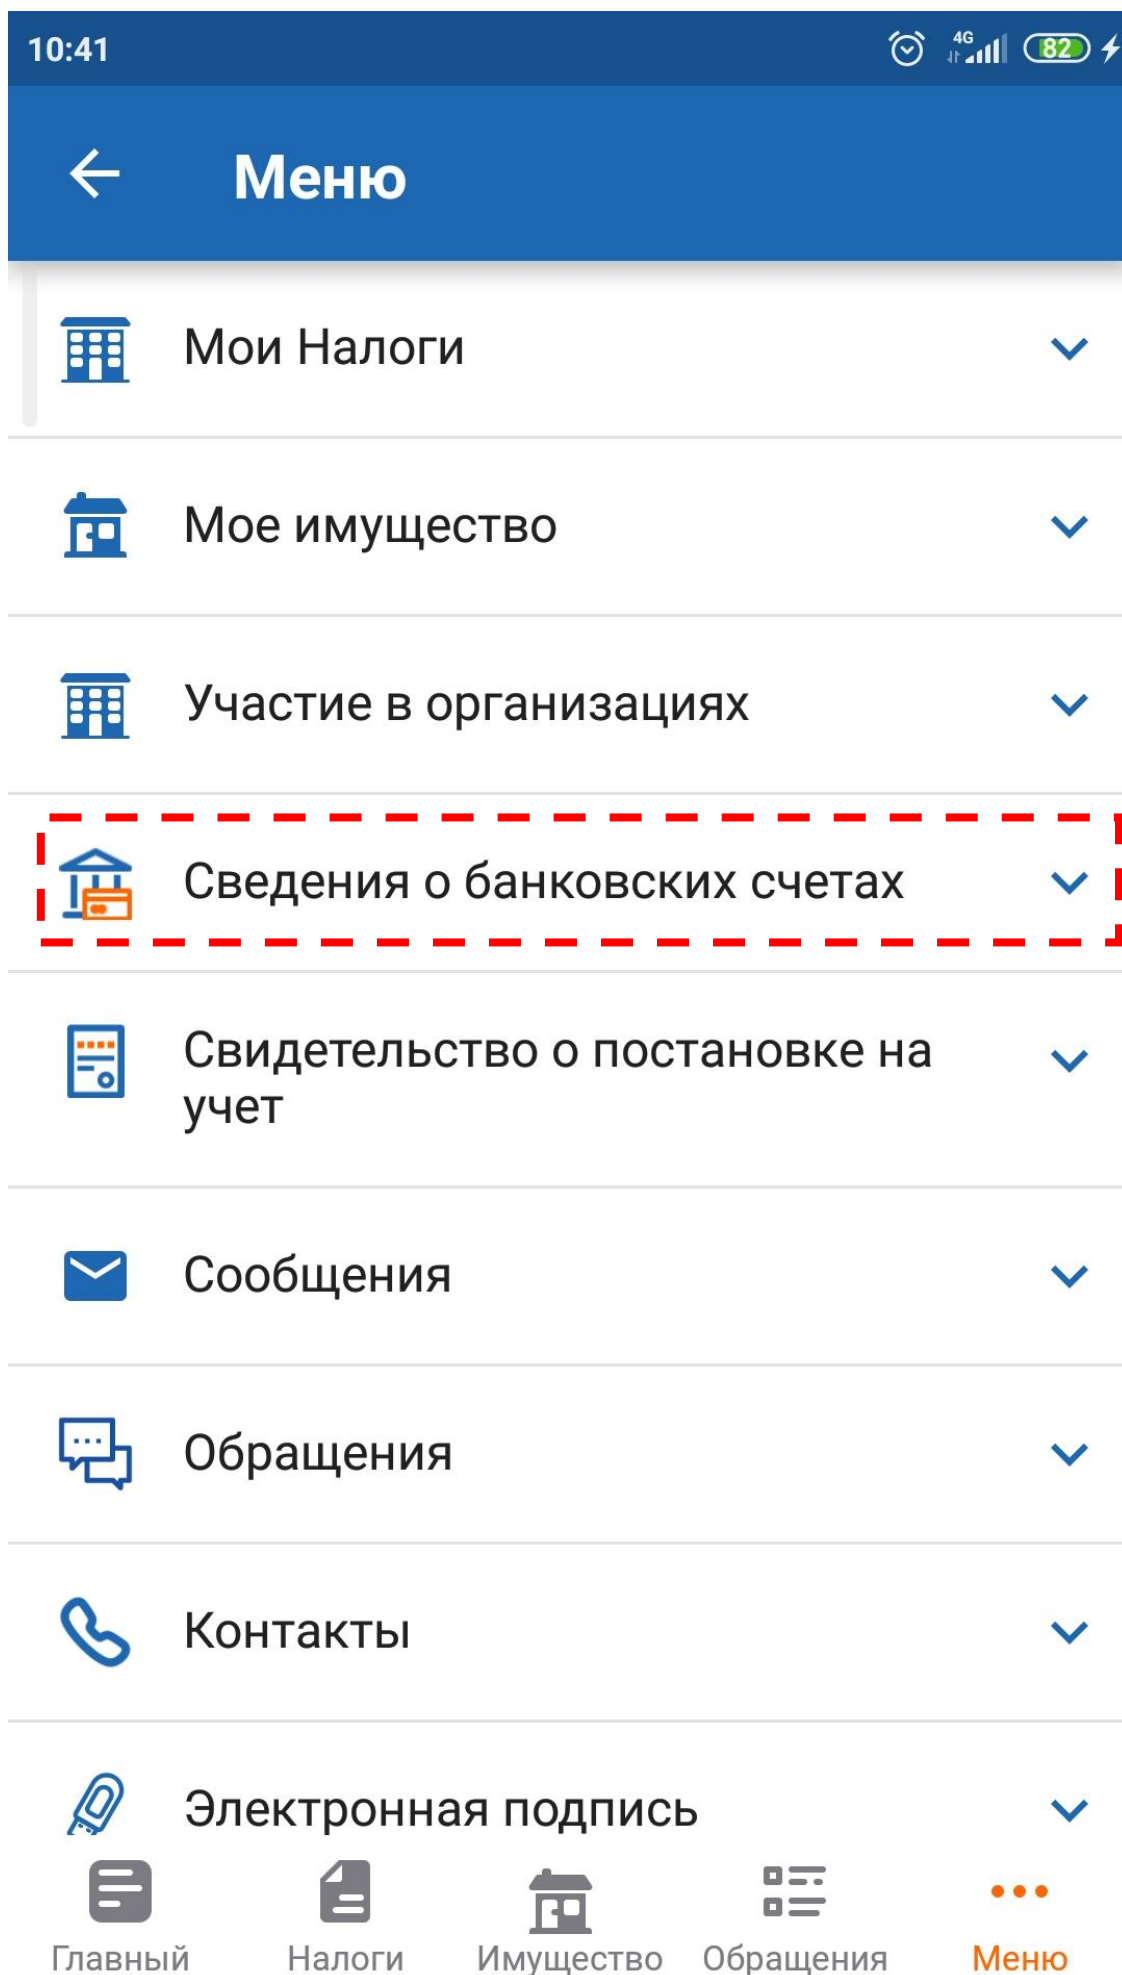 10:41
4G
82
Меню
Мои Налоги
Мое имущество
Участие в организациях
Сведения о банковских счетах
Свидетельство о постановке на
учет
Сообщения
Обращения
Контакты
Электронная подпись
Главный
Налоги
Имущество
Обращения
Меню